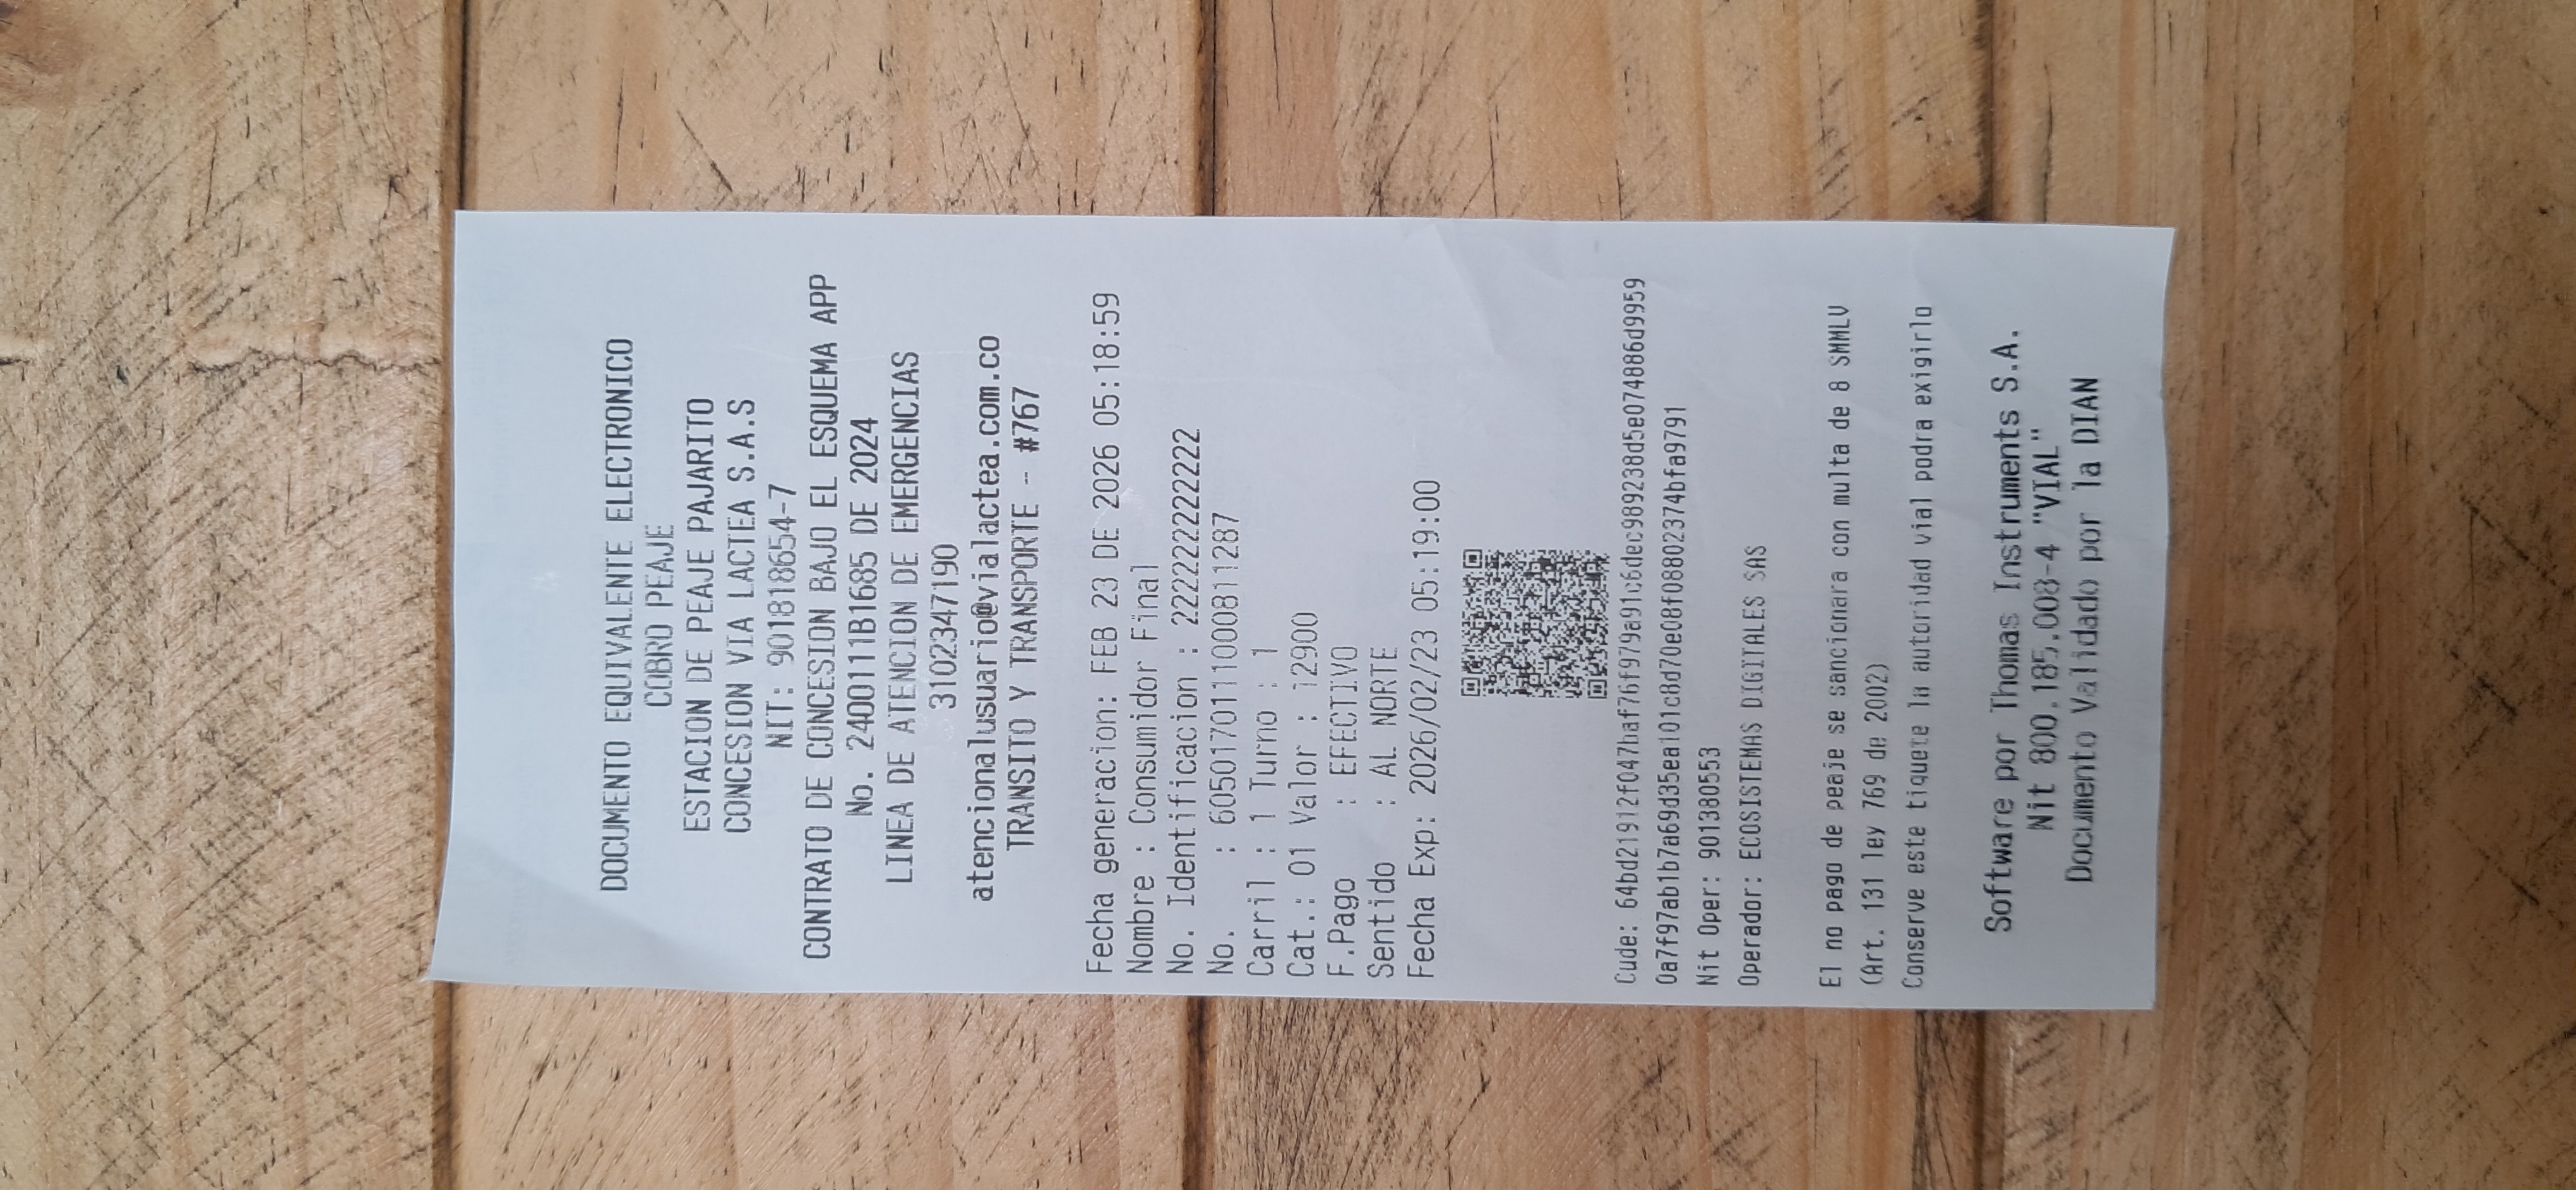 DOCUMENTO EQUIVALENTE ELECTRONICO
COBRO PEAJE
ESTACION DE PEAJE PAJARITO
CONCESION VIA LACTEA S.A.S
NIT: 901818654-7
CONTRATO DE CONCESION BAJO EL ESQUEMA APP
No. 2400111B1685 DE 2024
LINEA DE ATENCION DE EMERGENCIAS
3102347190
atencionalusuario@vialactea.com.co
TRANSITO Y TRANSPORTE - #767
Fecha generacion: FEB 23 DE 2026 05:18:59
Nombre : Consumidor Final
No. Identificacion : 222222222222
No. : 6050170111000811287
Carril : 1 Turno : 1
Cat.: 01 Valor : 12900
F.Pago : EFECTIVO
Sentido : AL NORTE
Fecha Exp: 2026/02/23 05:19:00
Cude: 64bd21912f047baf76f979a91c6dec989238d5e074886d9959
0a7f97ab1bb7a69d35ea101c8d70e08f08802374bfa9791
Nit Oper: 901380553
Operador: ECOSISTEMAS DIGITALES SAS
El no pago de peaje se sancionara con multa de 8 SMMLV
(Art. 131 ley 769 de 2002)
Conserve este tiquete la autoridad vial podra exigirlo
Software por Thomas Instruments S.A.
Nit 800.185.008-4 "VIAL"
Documento Validado por la DIAN